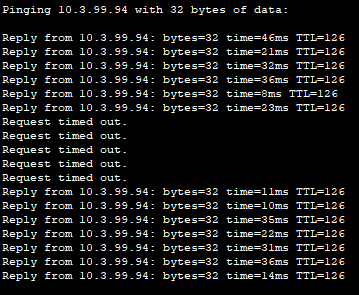 Pinging 10.3.99.94 with 32 bytes of data:
Reply from 10.3.99.94: bytes=32 time=46ms TTL=126
Reply from 10.3.99.94: bytes=32 time=21ms TTL=126
Reply from 10.3.99.94: bytes=32 time=32ms TTL=126
Reply from 10.3.99.94: bytes=32 time=36ms TTL=126
Reply from 10.3.99.94: bytes=32 time=8ms TTL=126
Reply from 10.3.99.94: bytes=32 time=23ms TTL=126
Request timed out.
Request timed out.
Request timed out.
Request timed out.
Request timed out.
Reply from 10.3.99.94: bytes=32 time=11ms TTL=126
Reply from 10.3.99.94: bytes=32 time=10ms TTL=126
Reply from 10.3.99.94: bytes=32 time=35ms TTL=126
Reply from 10.3.99.94: bytes=32 time=22ms TTL=126
Reply from 10.3.99.94: bytes=32 time=31ms TTL=126
Reply from 10.3.99.94: bytes=32 time=36ms TTL=126
Reply from 10.3.99.94: bytes=32 time=14ms TTL=126